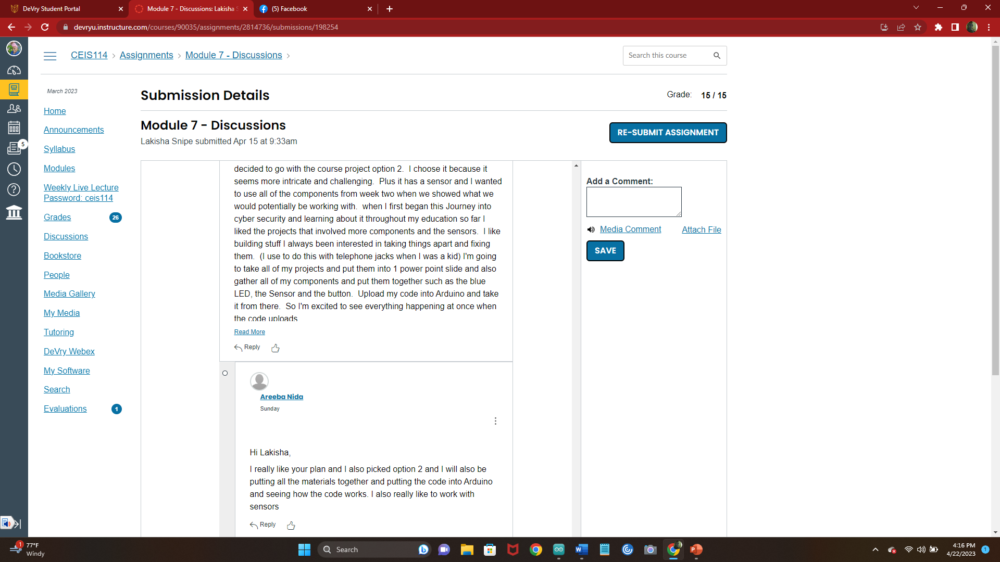 DeVry Student Portal
Module 7 - Discussions: Lakisha S
(5) Facebook
devryu.instructure.com/courses/90035/assignments/2814736/submissions/198254
CEIS114 > Assignments > Module 7 - Discussions >
Search this course
March 2023
Home
Announcements
Syllabus
Modules
Weekly Live Lecture
Password: ceis114
Grades 26
Discussions
Bookstore
People
Media Gallery
My Media
Tutoring
DeVry Webex
My Software
Search
Evaluations 1
5
Submission Details
Grade: 15 / 15
Module 7 - Discussions
Lakisha Snipe submitted Apr 15 at 9:33am
RE-SUBMIT ASSIGNMENT
decided to go with the course project option 2.  I choose it because it
seems more intricate and challenging.  Plus it has a sensor and I wanted
to use all of the components from week two when we showed what we
would potentially be working with.  when I first began this Journey into
cyber security and learning about it throughout my education so far I
liked the projects that involved more components and the sensors.  I like
building stuff I always been interested in taking things apart and fixing
them.  (I use to do this with telephone jacks when I was a kid) I'm going
to take all of my projects and put them into 1 power point slide and also
gather all of my components and put them together such as the blue
LED, the Sensor and the button.  Upload my code into Arduino and take
it from there.  So I'm excited to see everything happening at once when
the code uploads
Read More
Reply
Areeba Nida
Sunday
Hi Lakisha,
I really like your plan and I also picked option 2 and I will also be
putting all the materials together and putting the code into Arduino
and seeing how the code works. I also really like to work with
sensors
Reply
Add a Comment:
Media Comment
Attach File
SAVE
1
77°F
Windy
Search
4:16 PM
4/22/2023
1